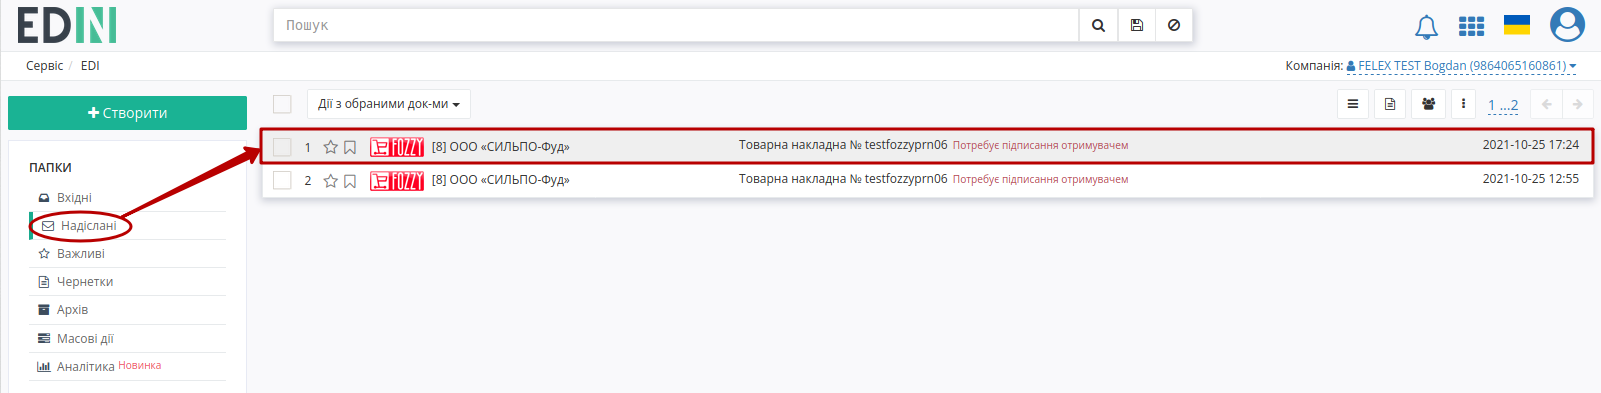 EDIN
Пошук
Сервіс / EDI
Компанія: FELEX TEST Bogdan (9864065160861)
Створити
Дії з обраними док-ми
1 ...2
ПАПКИ
Вхідні
Надіслані
Важливі
Чернетки
Архів
Масові дії
Аналітика Новинка
1 FOZZY [8] ООО «СИЛЬПО-Фуд» Товарна накладна № testfozzyprn06 Потребує підписання отримувачем 2021-10-25 17:24
2 FOZZY [8] ООО «СИЛЬПО-Фуд» Товарна накладна № testfozzyprn06 Потребує підписання отримувачем 2021-10-25 12:55